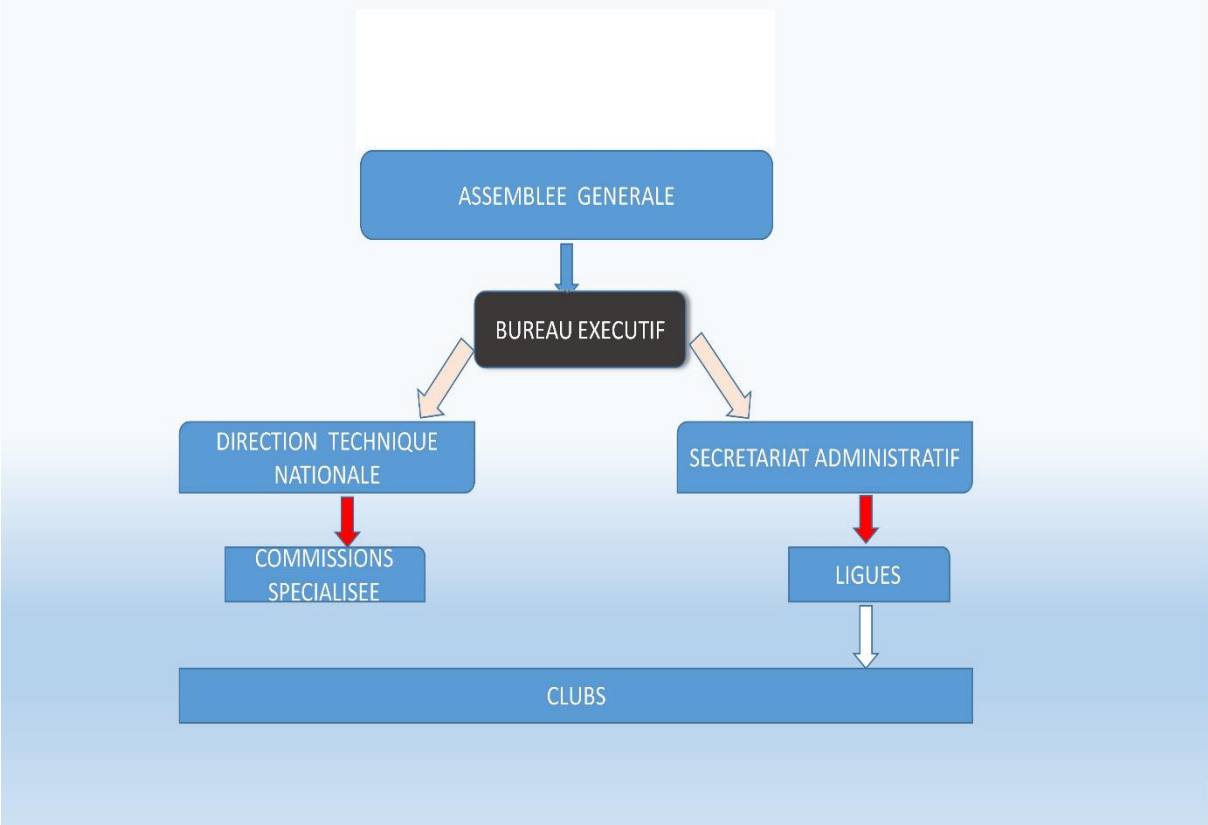 ASSEMBLEE GENERALE
BUREAU EXECUTIF
DIRECTION TECHNIQUE
NATIONALE
SECRETARIAT ADMINISTRATIF
COMMISSIONS
SPECIALISEE
LIGUES
CLUBS